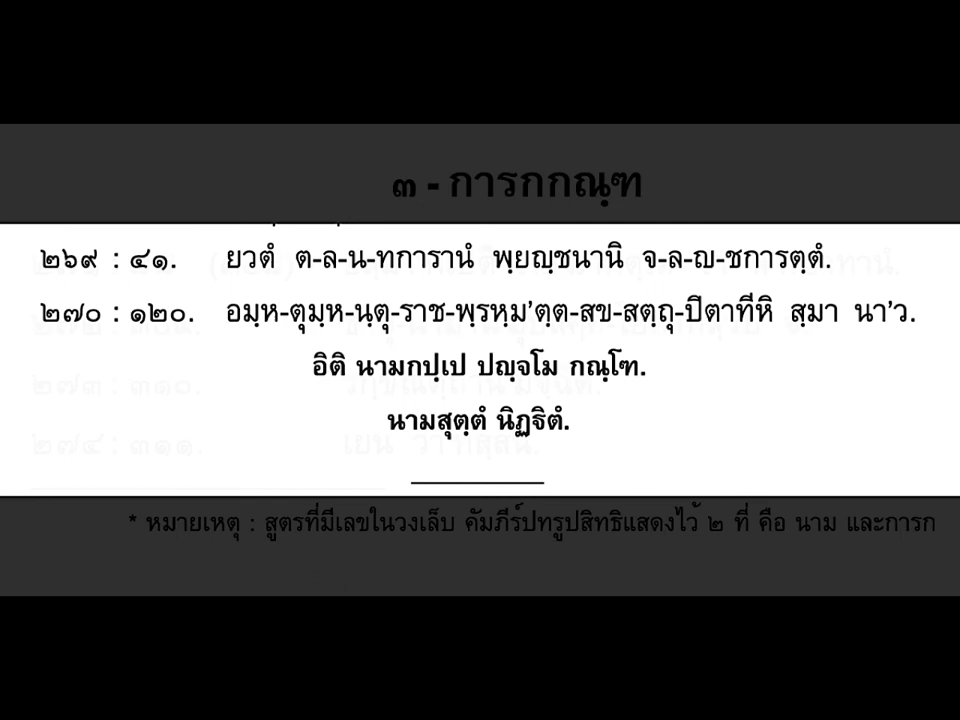 ๓ - การกกณฺฑ
๒๖๙ : ๔๑. ยวตํ ต-ล-น-ทการานํ พฺยญฺชนานิ จ-ล-ญ-ชการตฺตํ.
๒๗๐ : ๑๒๐. อมฺห-ตุมฺห-นฺตุ-ราช-พฺรหฺม’ตฺต-สข-สตฺถุ-ปิตาทีหิ สฺมา นา’ว.
อิติ นามกปฺเป ปญฺจโม กณฺโฑ.
นามสุตฺตํ นิฏฺฐิตํ.
* หมายเหตุ : สูตรที่มีเลขในวงเล็บ คัมภีร์ปทรูปสิทธิแสดงไว้ ๒ ที่ คือ นาม และการก